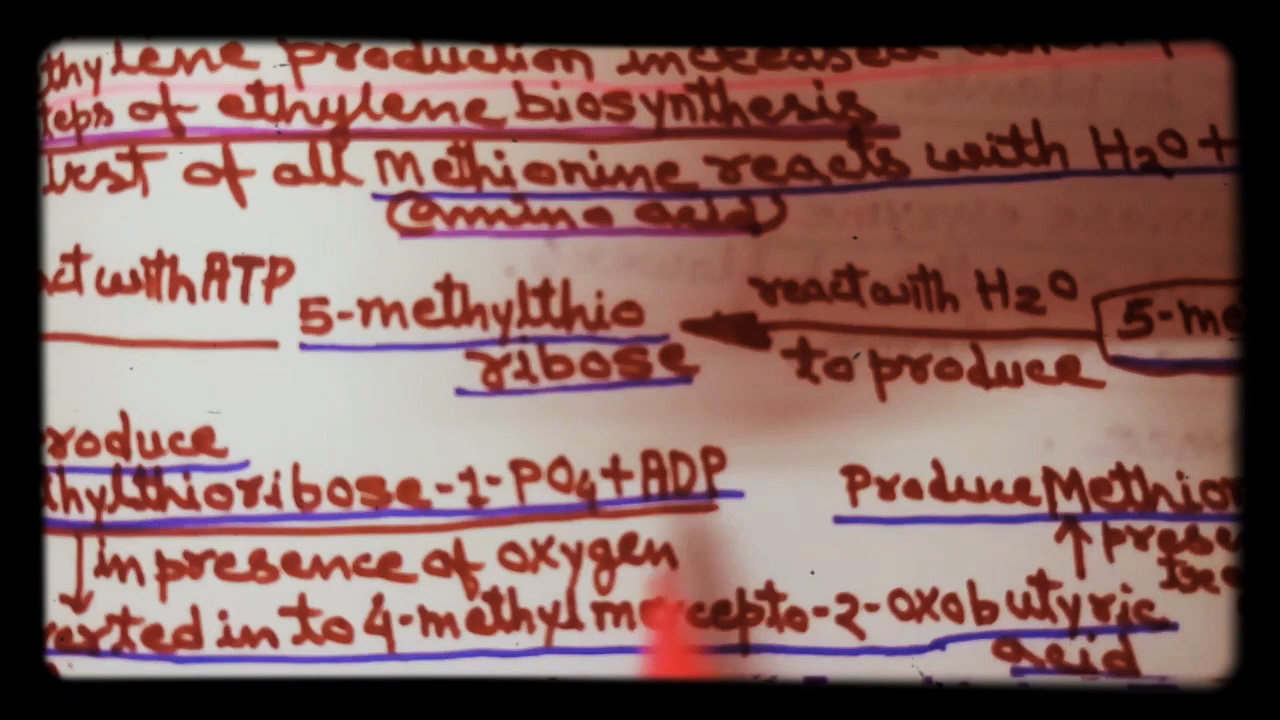 thylene production increased
teps of ethylene biosynthesis
irst of all Methionine reacts with H2O+
(amino acid)
act with ATP
5-methylthio
ribose
react with H2O
to produce
5-me
roduce
thylthioribose-1-PO4+ADP
Produce Methion
in presence of oxygen
prese
erted in to 4-methyl mercepto-2-oxobutyric
acid